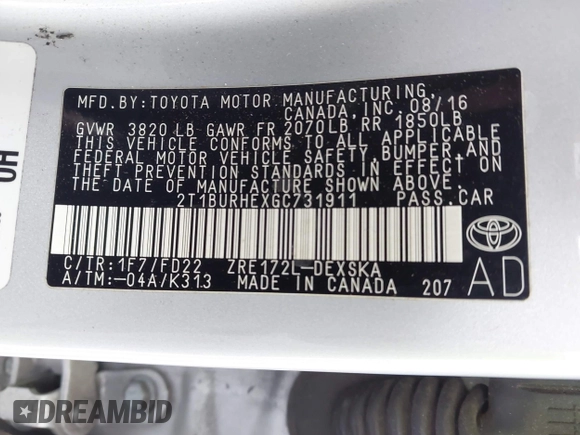 MFD.BY:TOYOTA MOTOR MANUFACTURING,
CANADA,INC. 08/16
GVWR 3820LB GAWR FR 2070LB RR 1850LB
THIS VEHICLE CONFORMS TO ALL APPLICABLE
FEDERAL MOTOR VEHICLE SAFETY, BUMPER, AND
THEFT PREVENTION STANDARDS IN EFFECT ON
THE DATE OF MANUFACTURE SHOWN ABOVE.
2T1BURHEXGC731911 PASS.CAR
C/TR:1F7/FD22 ZRE172L-DEXSKA
A/TM:-04A/K313 MADE IN CANADA 207
AD
HO
DREAMBID